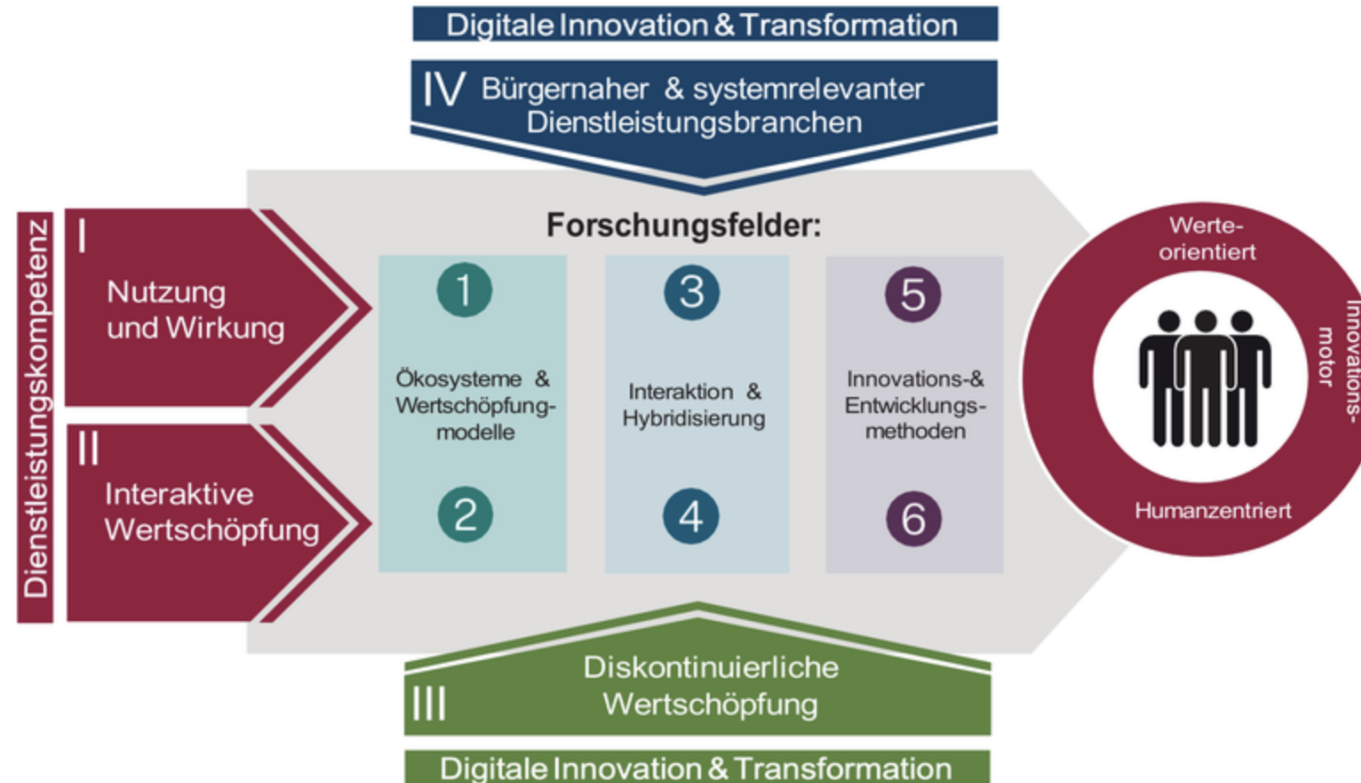 Digitale Innovation & Transformation
IV Bürgernaher & systemrelevanter
Dienstleistungsbranchen
Dienstleistungskompetenz
I
Nutzung
und Wirkung
II
Interaktive
Wertschöpfung
Forschungsfelder:
1
Ökosysteme &
Wertschöpfung-
modelle
2
3
Interaktion &
Hybridisierung
4
5
Innovations-&
Entwicklungs-
methoden
6
Werte-
orientiert
Innovations-
motor
Humanzentriert
Diskontinuierliche
III Wertschöpfung
Digitale Innovation & Transformation